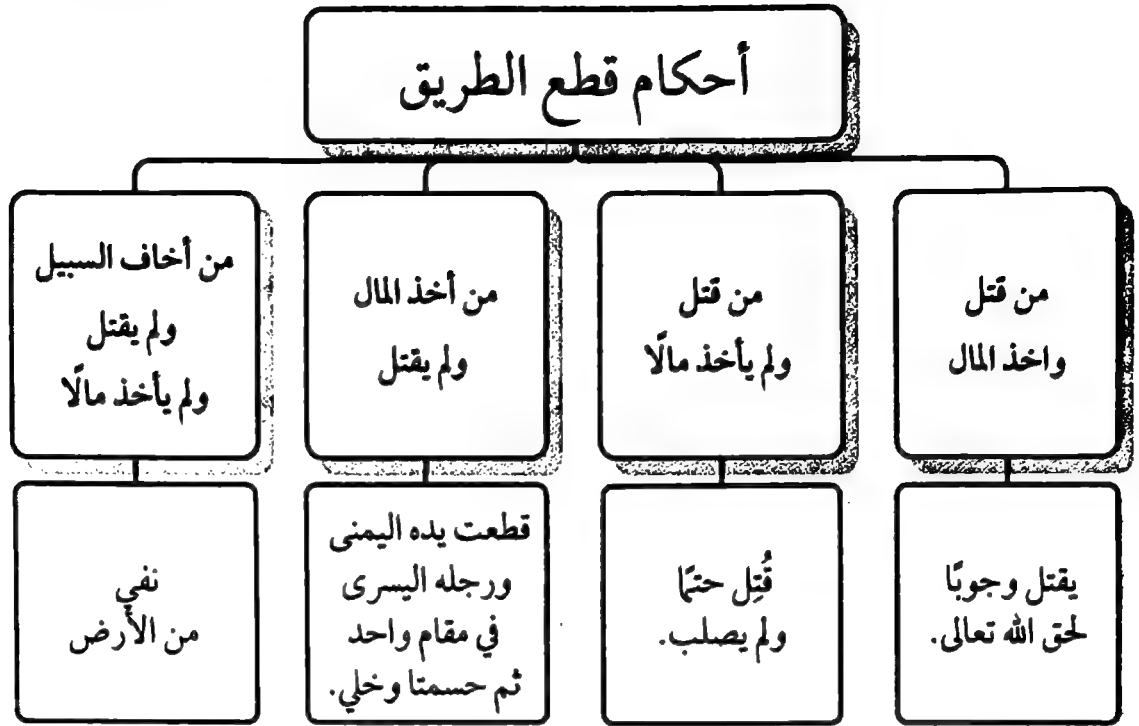 أحكام قطع الطريق
من قتل
واخذ المال
من قتل
ولم يأخذ مالًا
من أخذ المال
ولم يقتل
من أخاف السبيل
ولم يقتل
ولم يأخذ مالًا
يقتل وجوبًا
لحق الله تعالى.
قُتِل حتمًا
ولم يصلب.
قطعت يده اليمنى
ورجله اليسرى
في مقام واحد
ثم حسمتا وخلي.
نفي
من الأرض